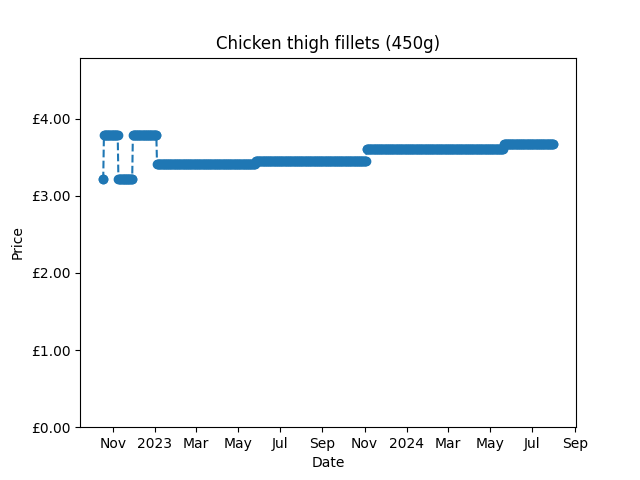 Chicken thigh fillets (450g)
£4.00
£3.00
£2.00
£1.00
£0.00
Price
Nov 2023 Mar May Jul Sep Nov 2024 Mar May Jul Sep
Date